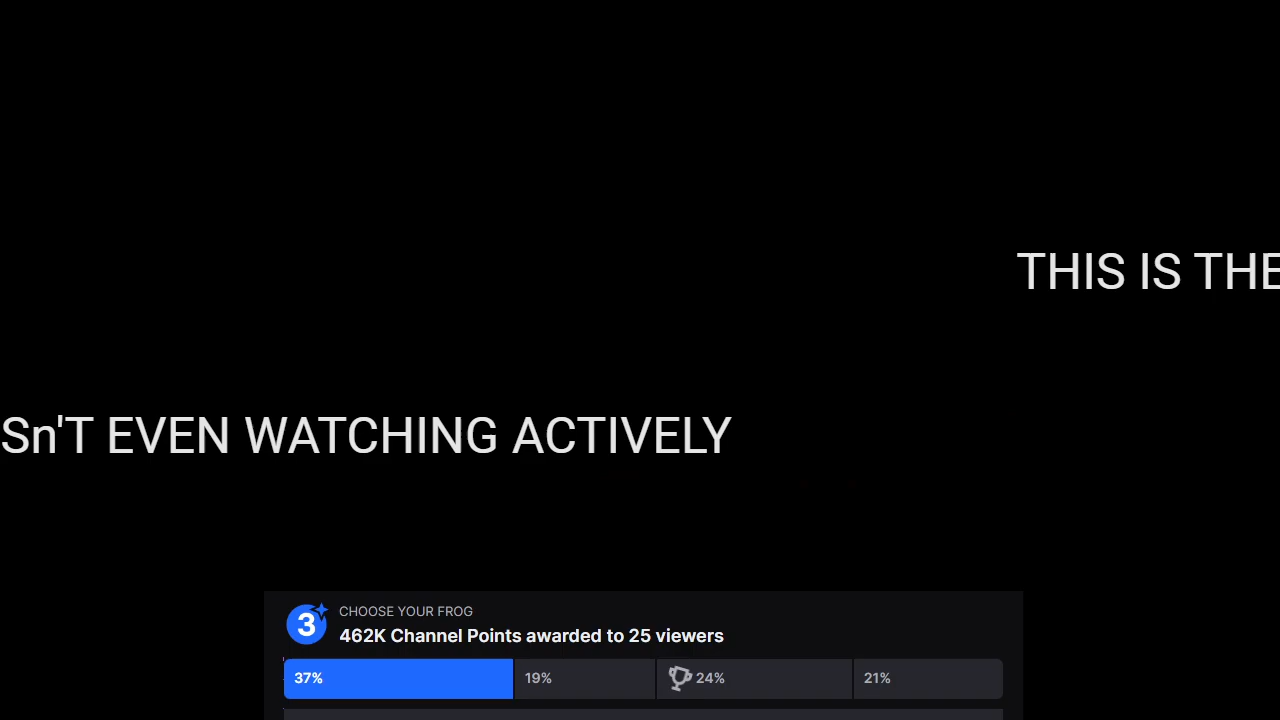 THIS IS THE
Sn'T EVEN WATCHING ACTIVELY
3
CHOOSE YOUR FROG
462K Channel Points awarded to 25 viewers
37% 19% 24% 21%